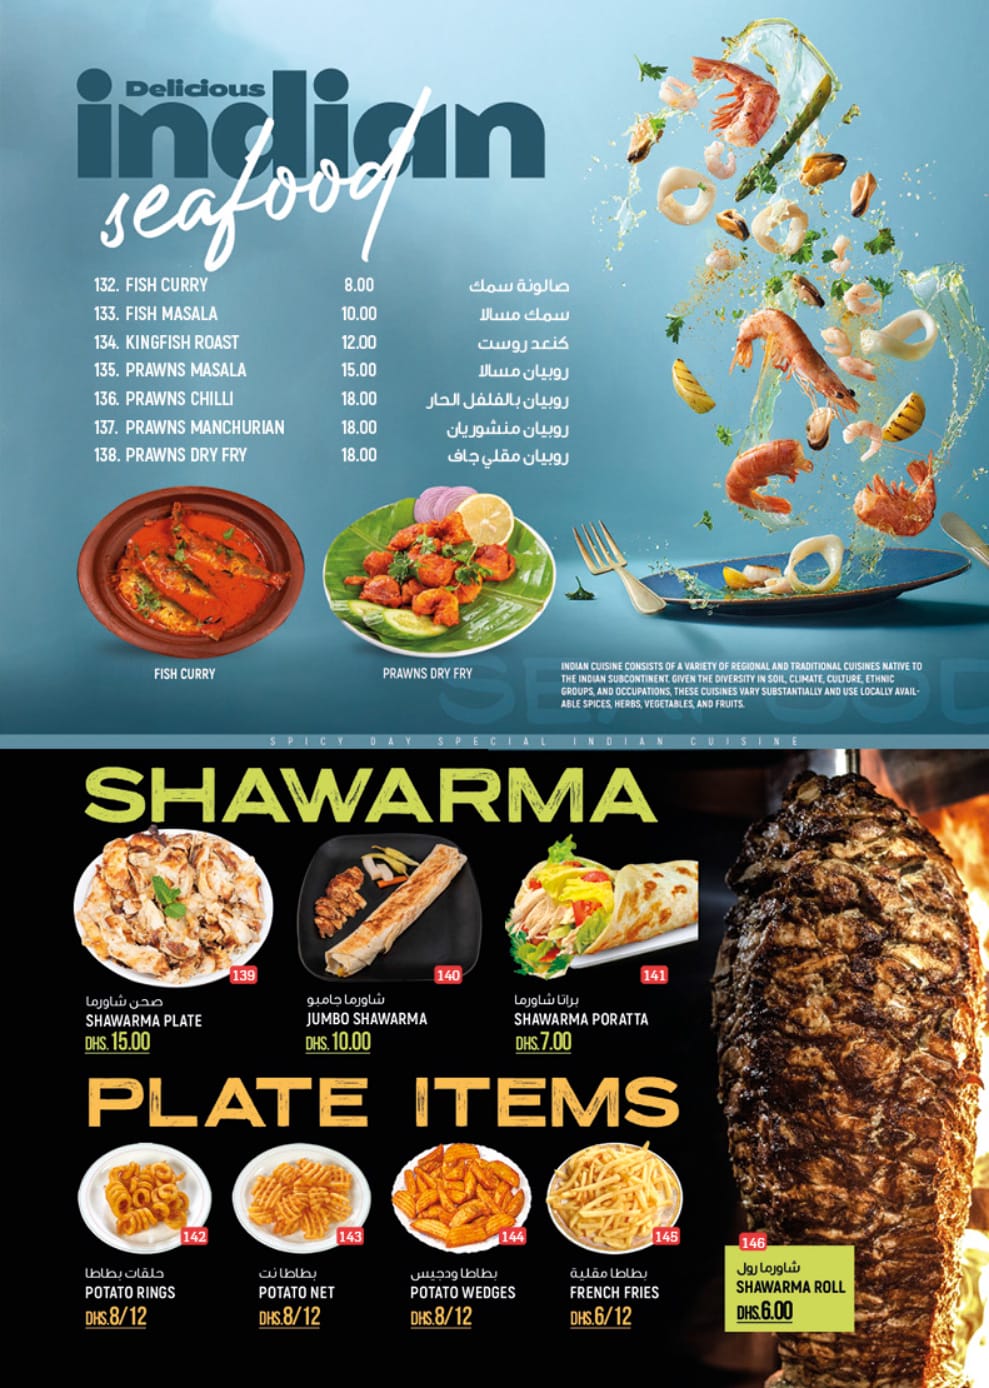 Delicious
indian
seafood
132. FISH CURRY 8.00 صالونة سمك
133. FISH MASALA 10.00 سمك مسالا
134. KINGFISH ROAST 12.00 كنعد روست
135. PRAWNS MASALA 15.00 روبيان مسالا
136. PRAWNS CHILLI 18.00 روبيان بالفلفل الحار
137. PRAWNS MANCHURIAN 18.00 روبيان منشوريان
138. PRAWNS DRY FRY 18.00 روبيان مقلي جاف
FISH CURRY
PRAWNS DRY FRY
SEAFOOD
INDIAN CUISINE CONSISTS OF A VARIETY OF REGIONAL AND TRADITIONAL CUISINES NATIVE TO
THE INDIAN SUBCONTINENT. GIVEN THE DIVERSITY IN SOIL, CLIMATE, CULTURE, ETHNIC
GROUPS, AND OCCUPATIONS, THESE CUISINES VARY SUBSTANTIALLY AND USE LOCALLY AVAIL-
ABLE SPICES, HERBS, VEGETABLES, AND FRUITS.
SPICY DAY SPECIAL INDIAN CUISINE
SHAWARMA
139
صحن شاورما
SHAWARMA PLATE
DHS. 15.00
140
شاورما جامبو
JUMBO SHAWARMA
DHS. 10.00
141
براتا شاورما
SHAWARMA PORATTA
DHS. 7.00
PLATE ITEMS
142
حلقات بطاطا
POTATO RINGS
DHS. 8/12
143
بطاطا نت
POTATO NET
DHS. 8/12
144
بطاطا ودجيس
POTATO WEDGES
DHS. 8/12
145
بطاطا مقلية
FRENCH FRIES
DHS. 6/12
146
شاورما رول
SHAWARMA ROLL
DHS. 6.00